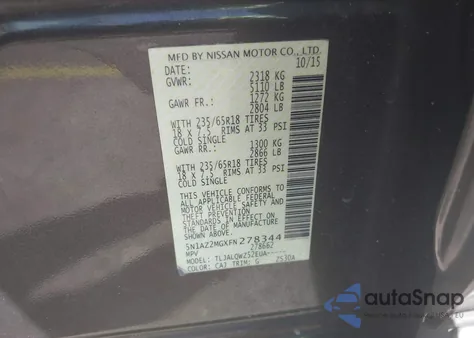 MFD BY NISSAN MOTOR CO., LTD.
DATE: 10/15
GVWR: 2318 KG
5110 LB
GAWR FR.: 1272 KG
2804 LB
WITH 235/65R18 TIRES
18 X 7.5 RIMS AT 33 PSI
COLD SINGLE
GAWR RR.: 1300 KG
2866 LB
WITH 235/65R18 TIRES
18 X 7.5 RIMS AT 33 PSI
COLD SINGLE
THIS VEHICLE CONFORMS TO
ALL APPLICABLE FEDERAL
MOTOR VEHICLE SAFETY AND
THEFT PREVENTION
STANDARDS IN EFFECT ON
THE DATE OF MANUFACTURE
SHOWN ABOVE.
5N1AZ2MGXFN278344
MPV 278662
MODEL: TLJALQWZ52EUA
COLOR: CAJ TRIM: G
autoSnap